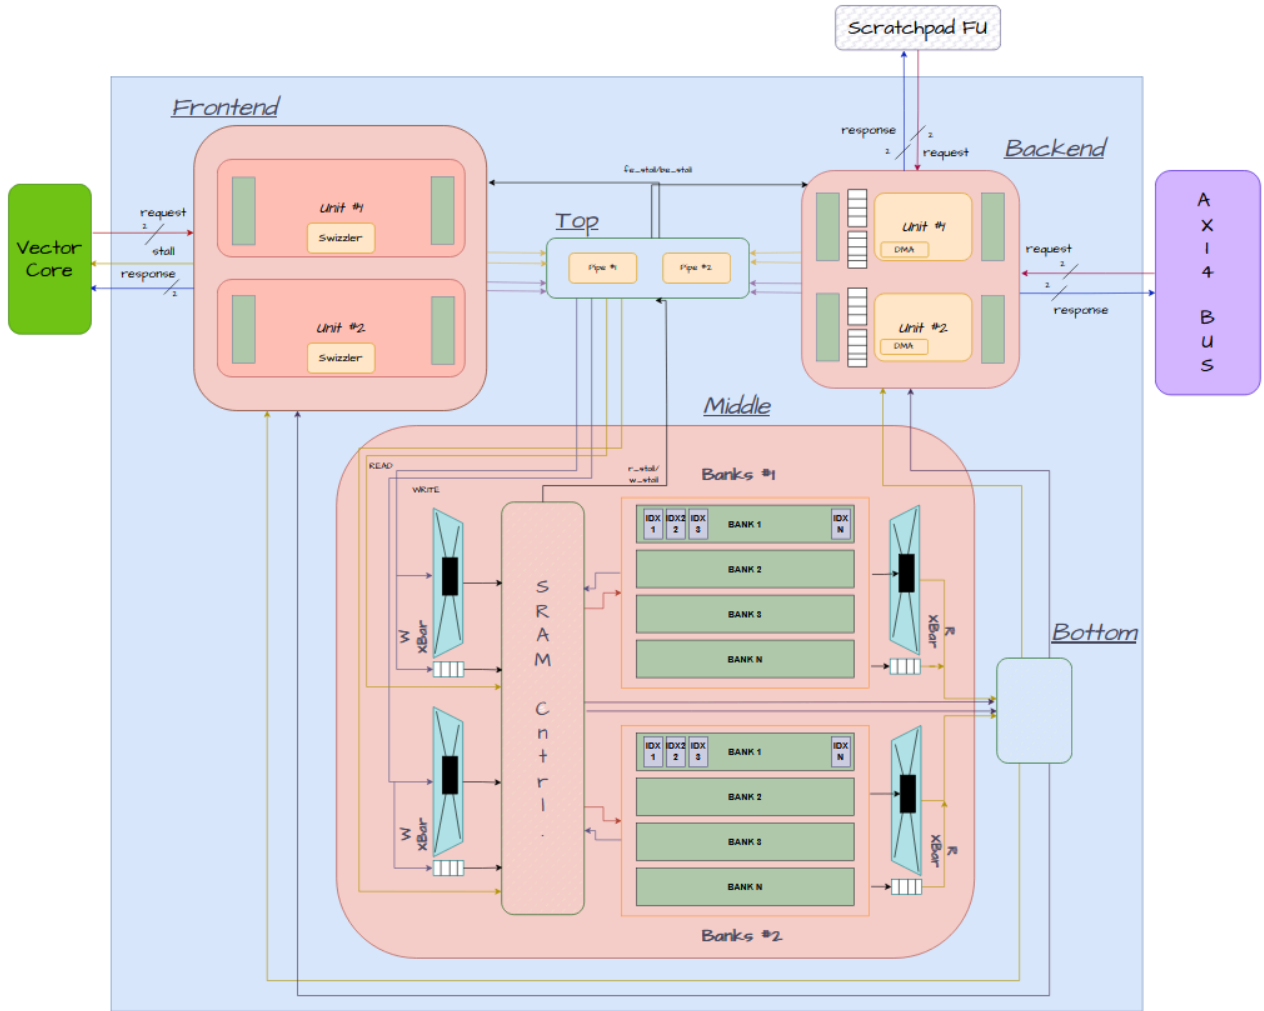 Scratchpad FU
Frontend
response
2
2
request
Backend
fe_stall/be_stall
Unit #1
Swizzler
Top
Unit #1
DMA
A
X
I
4
B
U
S
request
2
stall
response
2
Vector
Core
Pipe #1
Pipe #2
request
2
2
response
Unit #2
Swizzler
Unit #2
DMA
Middle
READ
WRITE
r_stall/
w_stall
Banks #1
IDX
1
IDX2
2
IDX
3
BANK 1
IDX
N
BANK 2
BANK 3
BANK N
W
XBar
S
R
A
M
C
n
t
r
l
.
R
XBar
Bottom
IDX
1
IDX2
2
IDX
3
BANK 1
IDX
N
BANK 2
BANK 3
BANK N
W
XBar
R
XBar
Banks #2